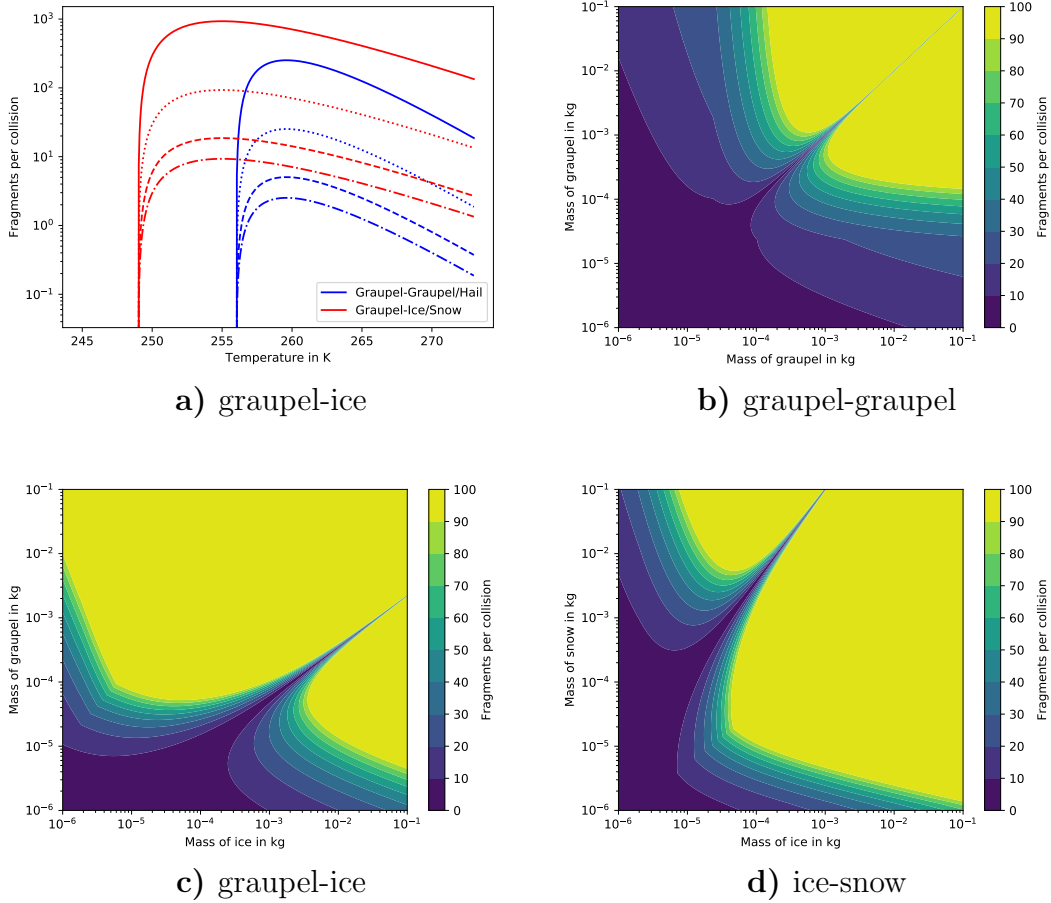 10³
10²
10¹
10⁰
10⁻¹
Fragments per collision
245 250 255 260 265 270
Temperature in K
Graupel-Graupel/Hail
Graupel-Ice/Snow
a) graupel-ice
10⁻¹
10⁻²
10⁻³
10⁻⁴
10⁻⁵
10⁻⁶
Mass of graupel in kg
10⁻⁶ 10⁻⁵ 10⁻⁴ 10⁻³ 10⁻² 10⁻¹
Mass of graupel in kg
100
90
80
70
60
50
40
30
20
10
0
Fragments per collision
b) graupel-graupel
10⁻¹
10⁻²
10⁻³
10⁻⁴
10⁻⁵
10⁻⁶
Mass of graupel in kg
10⁻⁶ 10⁻⁵ 10⁻⁴ 10⁻³ 10⁻² 10⁻¹
Mass of ice in kg
100
90
80
70
60
50
40
30
20
10
0
Fragments per collision
c) graupel-ice
10⁻¹
10⁻²
10⁻³
10⁻⁴
10⁻⁵
10⁻⁶
Mass of snow in kg
10⁻⁶ 10⁻⁵ 10⁻⁴ 10⁻³ 10⁻² 10⁻¹
Mass of ice in kg
100
90
80
70
60
50
40
30
20
10
0
Fragments per collision
d) ice-snow